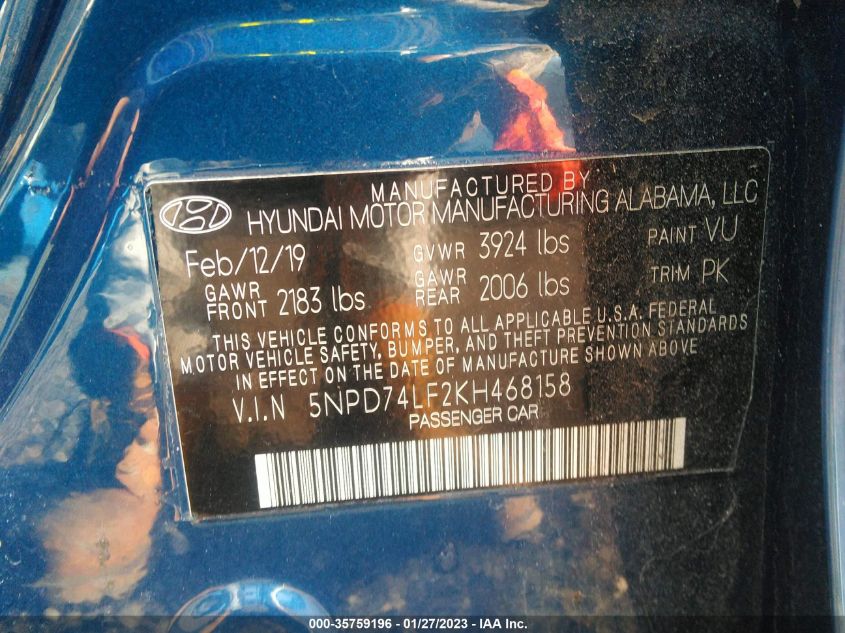 MANUFACTURED BY
HYUNDAI MOTOR MANUFACTURING ALABAMA, LLC
Feb/12/19 GVWR 3924 lbs PAINT VU
GAWR FRONT 2183 lbs GAWR REAR 2006 lbs TRIM PK
THIS VEHICLE CONFORMS TO ALL APPLICABLE U.S.A. FEDERAL
MOTOR VEHICLE SAFETY, BUMPER, AND THEFT PREVENTION STANDARDS
IN EFFECT ON THE DATE OF MANUFACTURE SHOWN ABOVE
V.I.N 5NPD74LF2KH468158
PASSENGER CAR
000-35759196 - 01/27/2023 - IAA Inc.